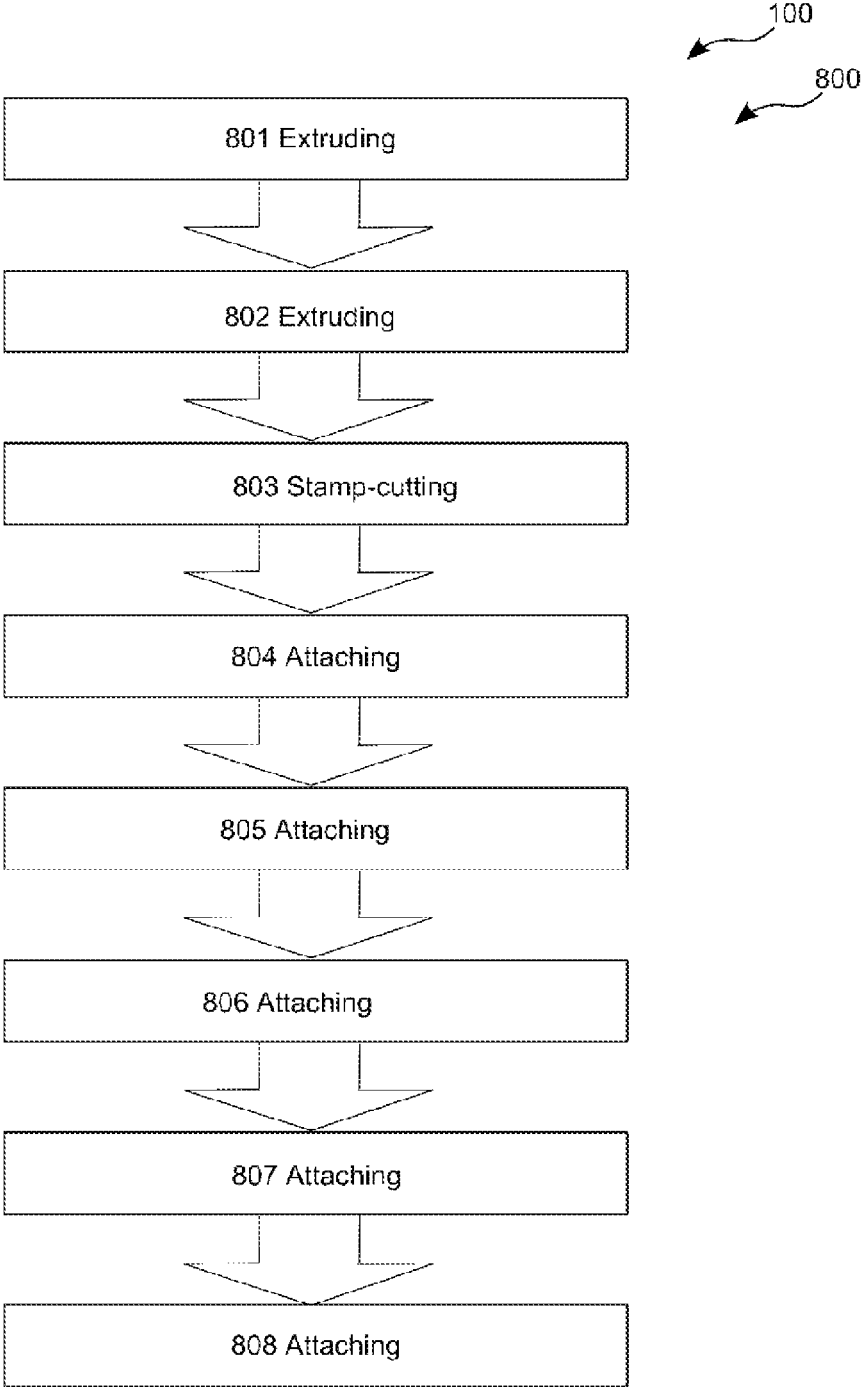 100
800
801 Extruding
802 Extruding
803 Stamp-cutting
804 Attaching
805 Attaching
806 Attaching
807 Attaching
808 Attaching